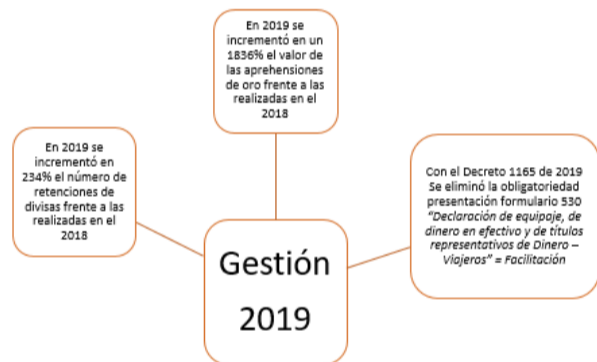 En 2019 se
incrementó en un
1836% el valor de
las aprehensiones
de oro frente a las
realizadas en el
2018
En 2019 se
incrementó en
234% el número de
retenciones de
divisas frente a las
realizadas en el
2018
Con el Decreto 1165 de 2019
Se eliminó la obligatoriedad
presentación formulario 530
“Declaración de equipaje, de
dinero en efectivo y de títulos
representativos de Dinero –
Viajeros” = Facilitación
Gestión
2019